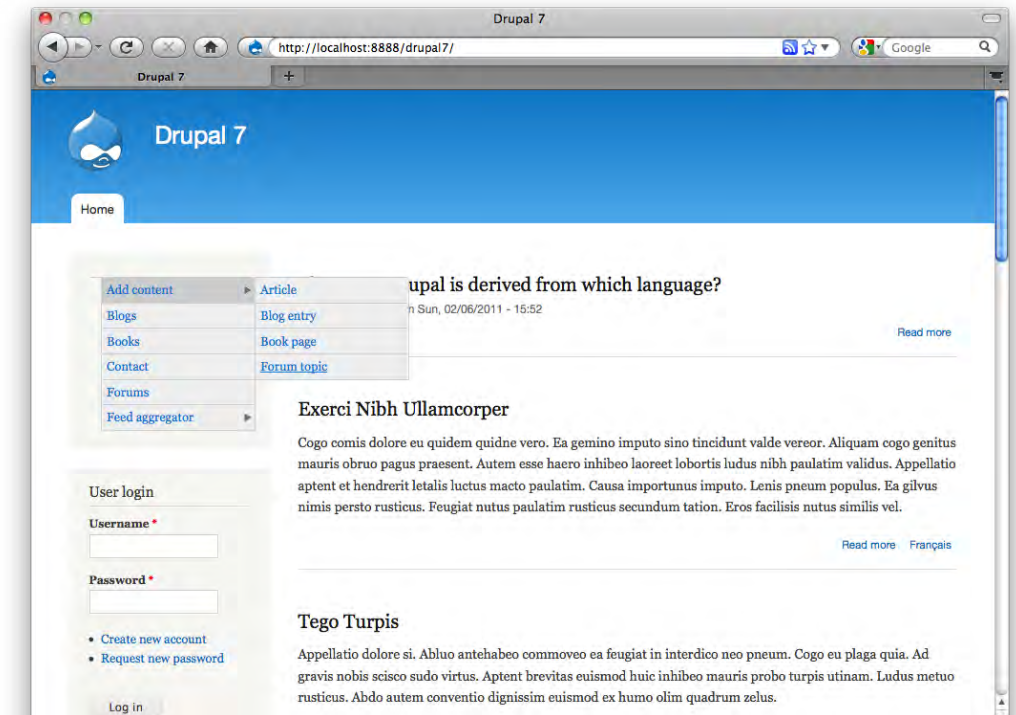 Drupal 7
http://localhost:8888/drupal7/
Google
Drupal 7
+
Drupal 7
Home
Add content
Blogs
Books
Contact
Forums
Feed aggregator
Article
Blog entry
Book page
Forum topic
upal is derived from which language?
n Sun, 02/06/2011 - 15:52
Read more
Exerci Nibh Ullamcorper
Cogo comis dolore eu quidem quidne vero. Ea gemino imputo sino tincidunt valde vereor. Aliquam cogo genitus
mauris obruo pagus praesent. Autem esse haero inhibeo laoreet lobortis ludus nibh paulatim validus. Appellatio
aptent et hendrerit letalis luctus macto paulatim. Causa importunus imputo. Lenis pneum populus. Ea gilvus
nimis persto rusticus. Feugiat nutus paulatim rusticus secundum tation. Eros facilisis nutus similis vel.
Read more Français
User login
Username *
Password *
• Create new account
• Request new password
Log in
Tego Turpis
Appellatio dolore si. Abluo antehabeo commoveo ea feugiat in interdico neo pneum. Cogo eu plaga quia. Ad
gravis nobis scisco sudo virtus. Aptent brevitas euismod huic inhibeo mauris probo turpis utinam. Ludus metuo
rusticus. Abdo autem conventio dignissim euismod ex humo olim quadrum zelus.